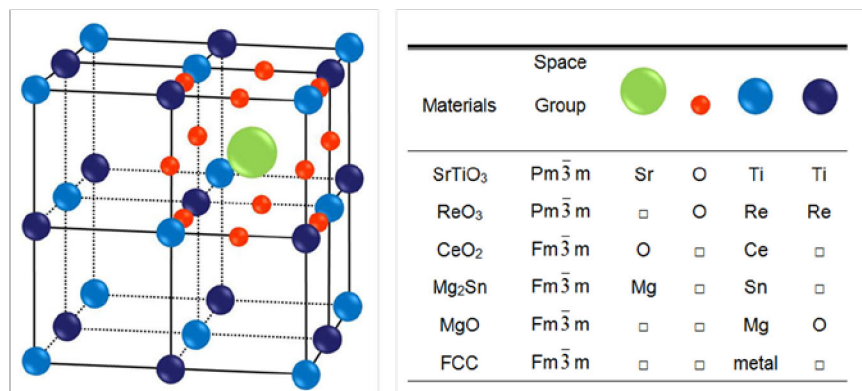 Materials Space Group
SrTiO₃ Pm3̅m Sr O Ti Ti
ReO₃ Pm3̅m □ O Re Re
CeO₂ Fm3̅m O □ Ce □
Mg₂Sn Fm3̅m Mg □ Sn □
MgO Fm3̅m □ □ Mg O
FCC Fm3̅m □ □ metal □